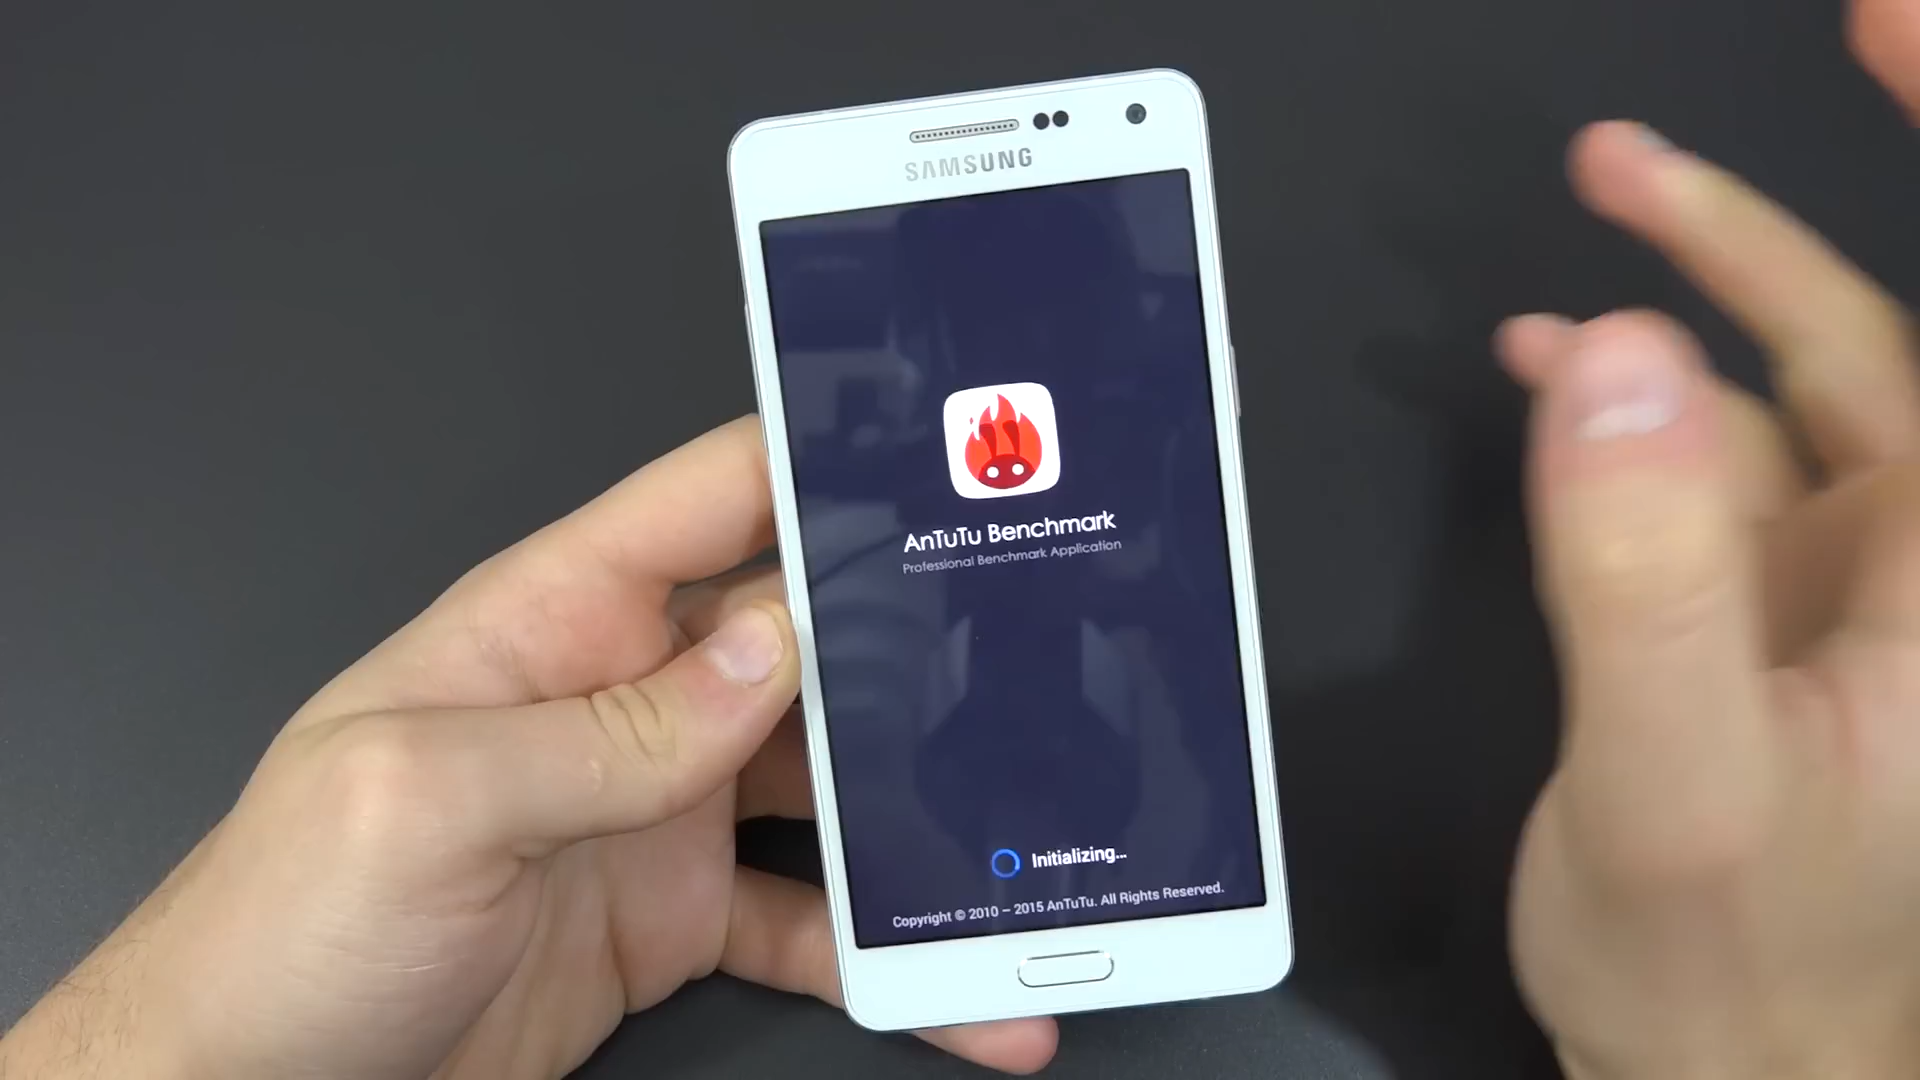 SAMSUNG
AnTuTu Benchmark
Professional Benchmark Application
Initializing...
Copyright © 2010 – 2015 AnTuTu. All Rights Reserved.